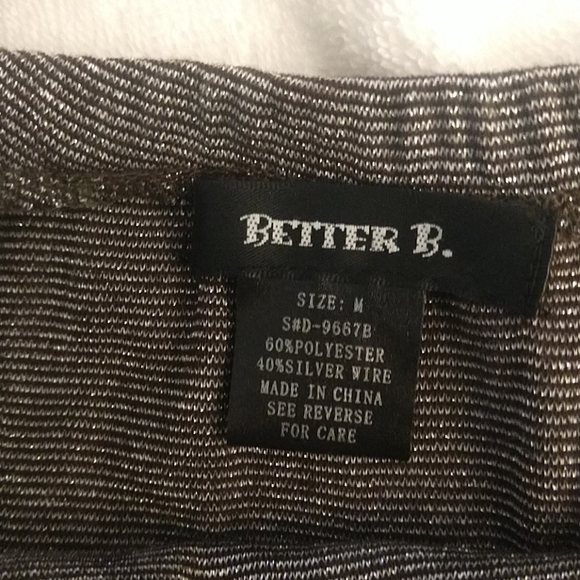 BETTER B.
SIZE: M
S#D-9667B
60%POLYESTER
40%SILVER WIRE
MADE IN CHINA
SEE REVERSE
FOR CARE